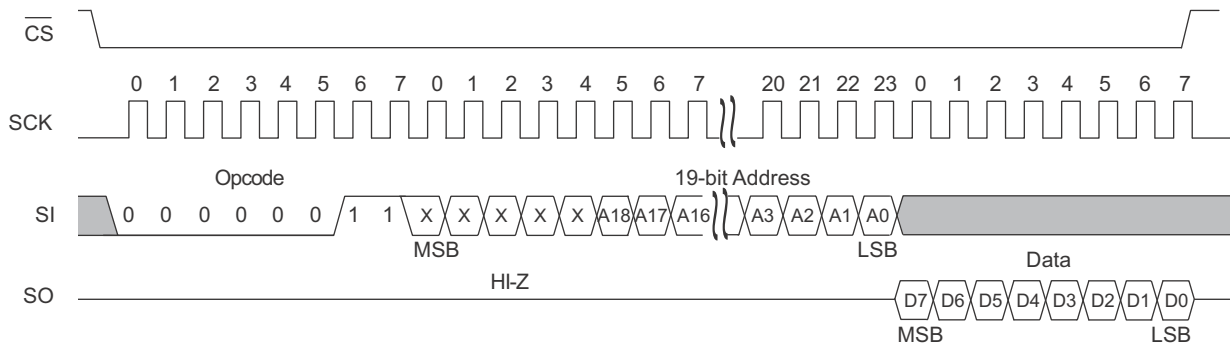 CS
0 1 2 3 4 5 6 7 0 1 2 3 4 5 6 7 20 21 22 23 0 1 2 3 4 5 6 7
SCK
Opcode 19-bit Address
SI 0 0 0 0 0 0 1 1 X X X X X A18 A17 A16 A3 A2 A1 A0
MSB LSB
HI-Z Data
SO D7 D6 D5 D4 D3 D2 D1 D0
MSB LSB